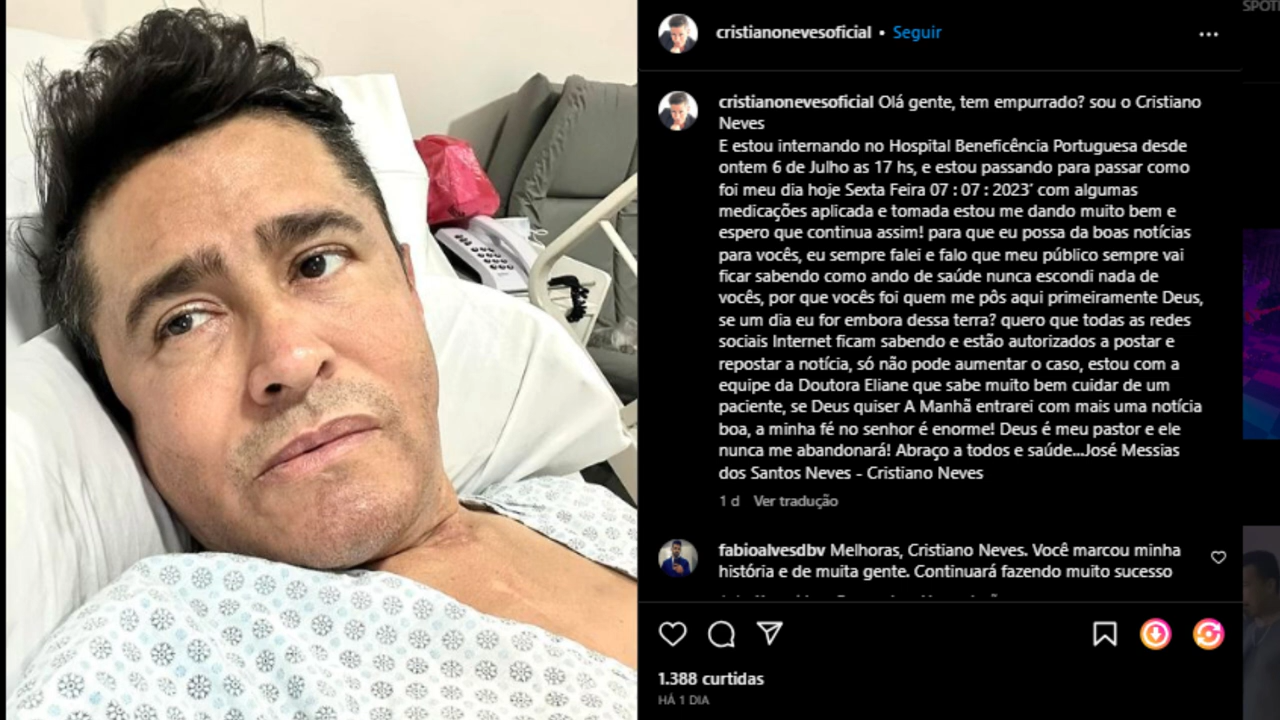 SPOTI
cristianonevesoficial • Seguir
cristianonevesoficial Olá gente, tem empurrado? sou o Cristiano
Neves
E estou internando no Hospital Beneficência Portuguesa desde
ontem 6 de Julho as 17 hs, e estou passando para passar como
foi meu dia hoje Sexta Feira 07 : 07 : 2023´ com algumas
medicações aplicada e tomada estou me dando muito bem e
espero que continua assim! para que eu possa da boas notícias
para vocês, eu sempre falei e falo que meu público sempre vai
ficar sabendo como ando de saúde nunca escondi nada de
vocês, por que vocês foi quem me pôs aqui primeiramente Deus,
se um dia eu for embora dessa terra? quero que todas as redes
sociais Internet ficam sabendo e estão autorizados a postar e
repostar a notícia, só não pode aumentar o caso, estou com a
equipe da Doutora Eliane que sabe muito bem cuidar de um
paciente, se Deus quiser A Manhã entrarei com mais uma notícia
boa, a minha fé no senhor é enorme! Deus é meu pastor e ele
nunca me abandonará! Abraço a todos e saúde...José Messias
dos Santos Neves - Cristiano Neves
1 d Ver tradução
fabioalvesdbv Melhoras, Cristiano Neves. Você marcou minha
história e de muita gente. Continuará fazendo muito sucesso
1.388 curtidas
HÁ 1 DIA